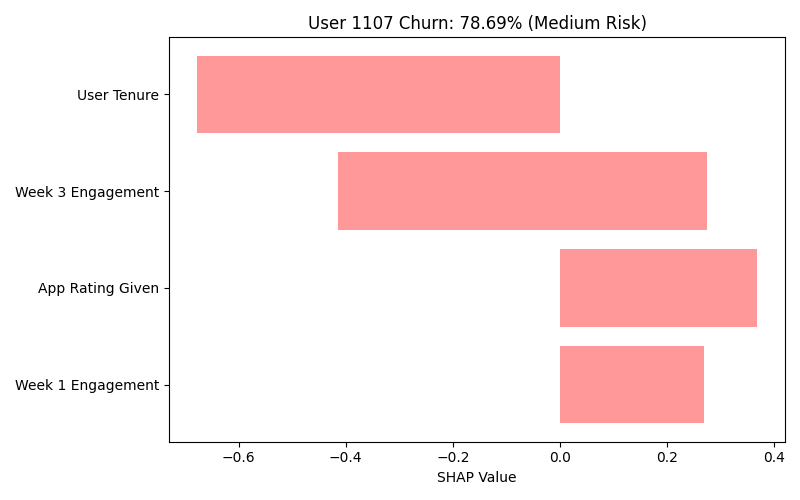 User 1107 Churn: 78.69% (Medium Risk)
User Tenure
Week 3 Engagement
App Rating Given
Week 1 Engagement
−0.6 −0.4 −0.2 0.0 0.2 0.4
SHAP Value